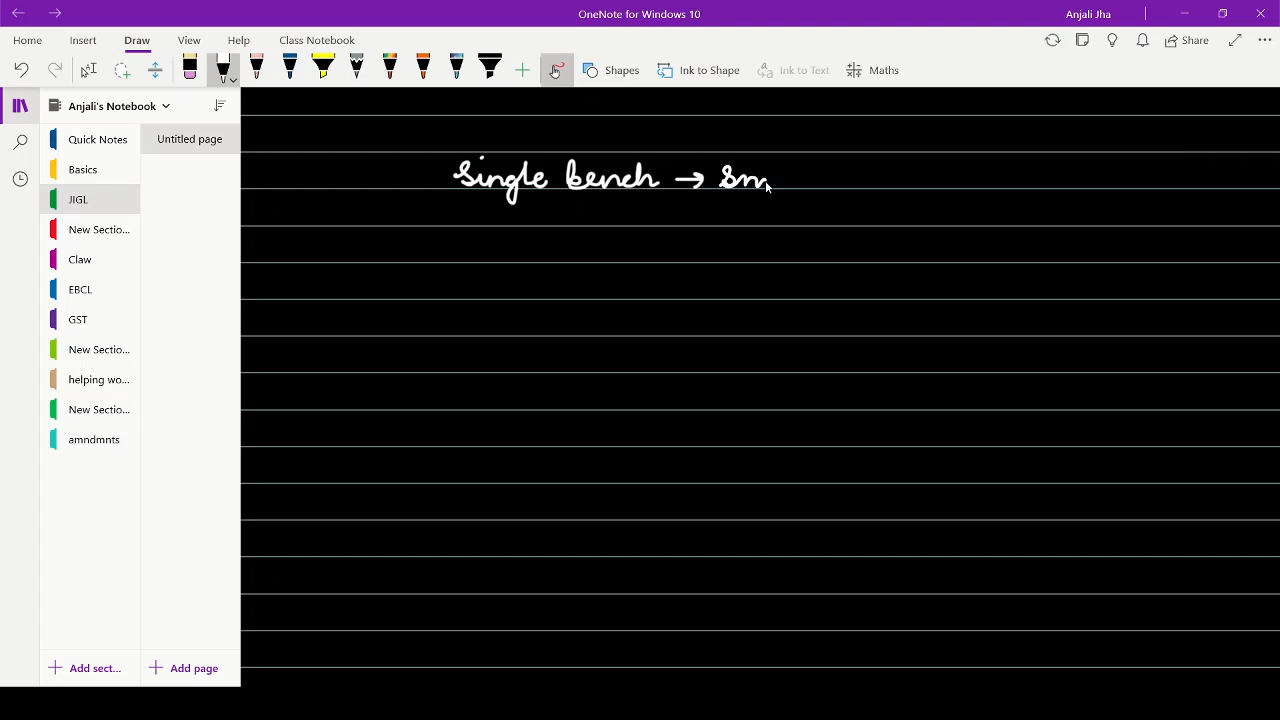 OneNote for Windows 10
Anjali Jha
Home Insert Draw View Help Class Notebook
Share
Shapes Ink to Shape Ink to Text Maths
Anjali's Notebook
Quick Notes
Untitled page
Basics
JIGL
New Sectio...
Claw
EBCL
GST
New Sectio...
helping wo...
New Sectio...
amndmnts
Add sect...
Add page
Single bench → Sm